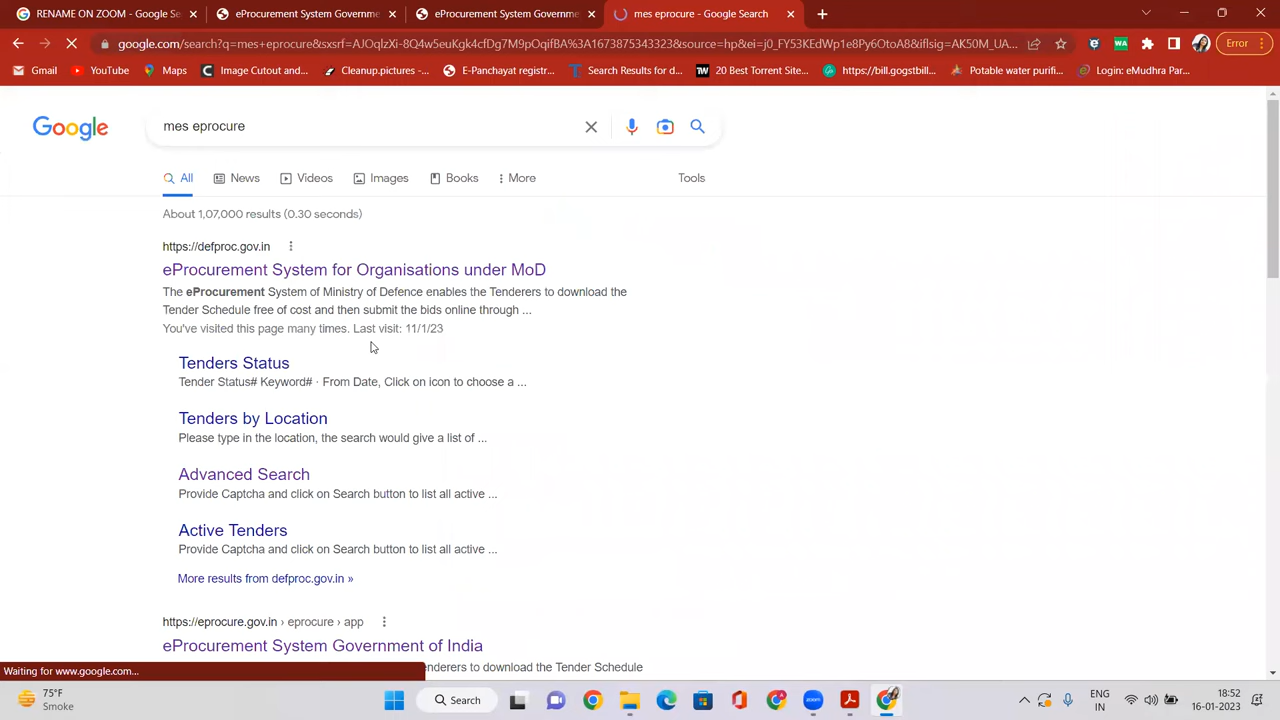 RENAME ON ZOOM - Google S
eProcurement System Governme
eProcurement System Governme
mes eprocure - Google Search
google.com/search?q=mes+eprocure&sxsrf=AJOqlzXi-8Q4w5euKgk4cfDg7M9pOqifBA%3A1673875343323&source=hp&ei=j0_FY53KEdWp1e8Py6OtoA8&iflsig=AK50M_UA...
Error
Gmail
YouTube
Maps
Image Cutout and...
Cleanup.pictures -...
E-Panchayat registr...
Search Results for d...
20 Best Torrent Site...
https://bill.gogstbill...
Potable water purifi...
Login: eMudhra Par...
Google
mes eprocure
All
News
Videos
Images
Books
More
Tools
About 1,07,000 results (0.30 seconds)
https://defproc.gov.in
eProcurement System for Organisations under MoD
The eProcurement System of Ministry of Defence enables the Tenderers to download the
Tender Schedule free of cost and then submit the bids online through ...
You've visited this page many times. Last visit: 11/1/23
Tenders Status
Tender Status# Keyword# · From Date, Click on icon to choose a ...
Tenders by Location
Please type in the location, the search would give a list of ...
Advanced Search
Provide Captcha and click on Search button to list all active ...
Active Tenders
Provide Captcha and click on Search button to list all active ...
More results from defproc.gov.in »
https://eprocure.gov.in › eprocure › app
eProcurement System Government of India
Waiting for www.google.com...
nderers to download the Tender Schedule
75°F
Smoke
Search
ENG
IN
18:52
16-01-2023